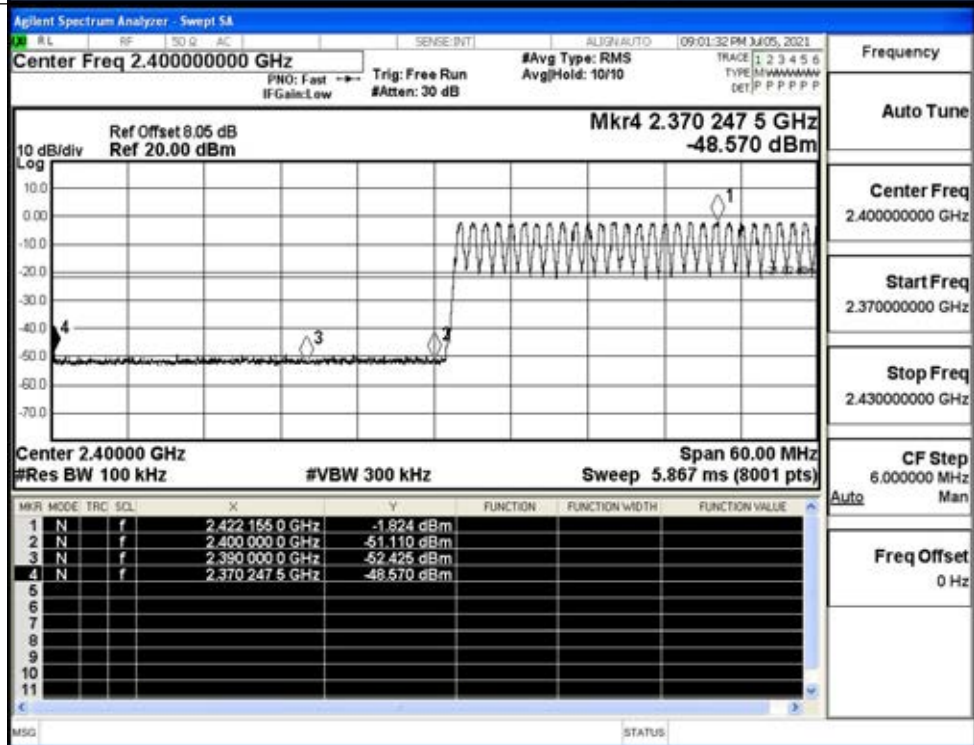 Agilent Spectrum Analyzer - Swept SA
RL RF 50 Ω AC SENSE:INT ALIGNAUTO 09:01:32 PM Jul 05, 2021
Center Freq 2.400000000 GHz
PNO: Fast
IFGain:Low
Trig: Free Run
#Atten: 30 dB
#Avg Type: RMS
Avg|Hold: 10/10
TRACE 1 2 3 4 5 6
TYPE M
DET P P P P P P
Ref Offset 8.05 dB
10 dB/div Ref 20.00 dBm
Log
Mkr4 2.370 247 5 GHz
-48.570 dBm
10.0
0.00
-10.0
-20.0
-30.0
-40.0
-50.0
-60.0
-70.0
1
2
3
4
Center 2.40000 GHz Span 60.00 MHz
#Res BW 100 kHz #VBW 300 kHz Sweep 5.867 ms (8001 pts)
MKR MODE TRC SCL X Y FUNCTION FUNCTION WIDTH FUNCTION VALUE
1 N f 2.422 155 0 GHz -1.824 dBm
2 N f 2.400 000 0 GHz -51.110 dBm
3 N f 2.390 000 0 GHz -52.425 dBm
4 N f 2.370 247 5 GHz -48.570 dBm
5
6
7
8
9
10
11
MSG STATUS
Frequency
Auto Tune
Center Freq
2.400000000 GHz
Start Freq
2.370000000 GHz
Stop Freq
2.430000000 GHz
CF Step
6.000000 MHz
Auto Man
Freq Offset
0 Hz